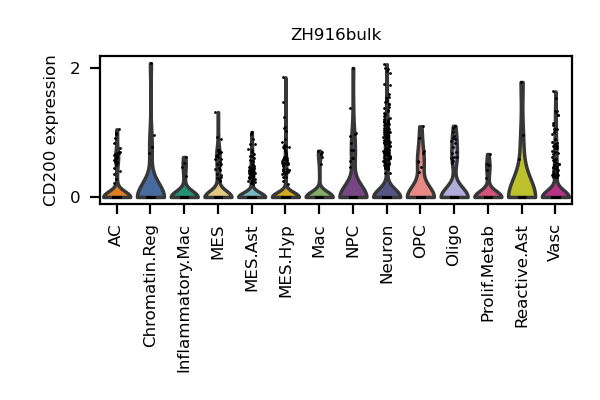 ZH916bulk
CD200 expression
2
0
AC
Chromatin.Reg
Inflammatory.Mac
MES
MES.Ast
MES.Hyp
Mac
NPC
Neuron
OPC
Oligo
Prolif.Metab
Reactive.Ast
Vasc